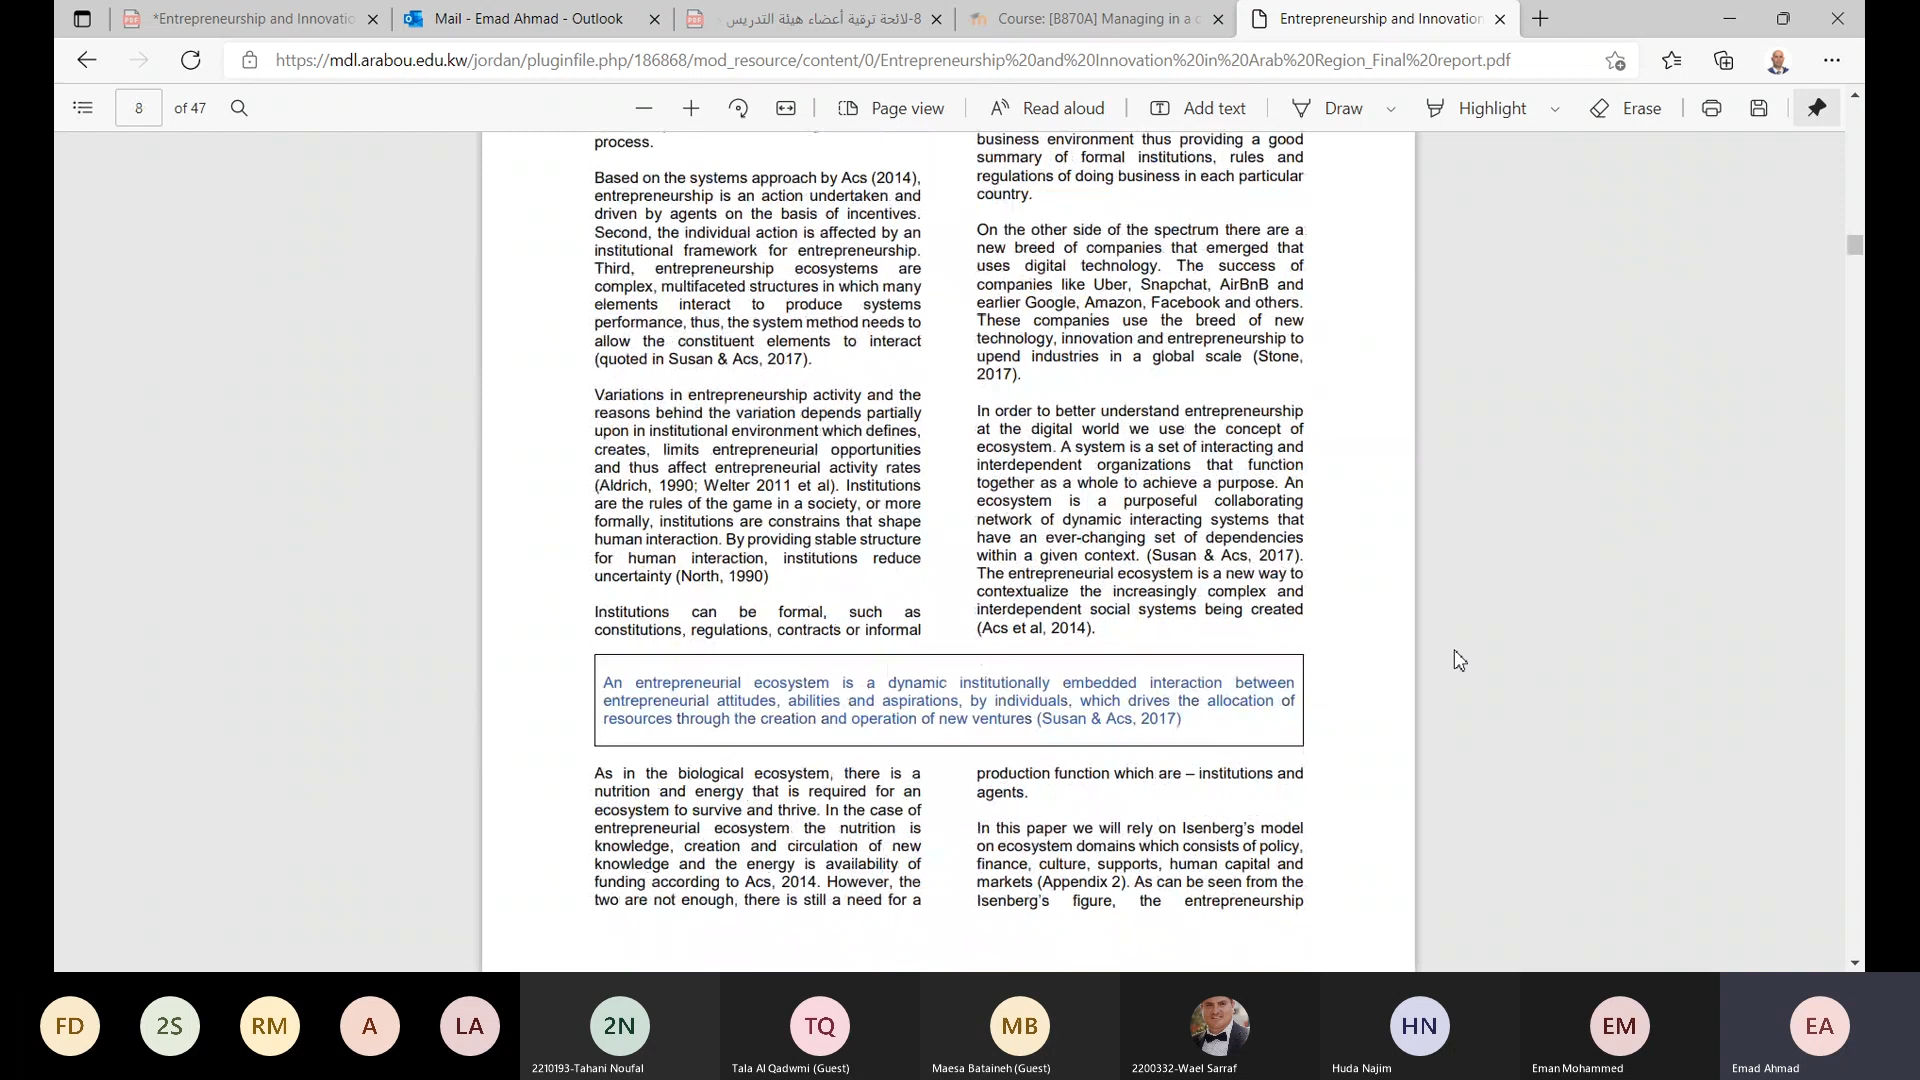 *Entrepreneurship and Innovatio
Mail - Emad Ahmad - Outlook
8-لائحة ترقية أعضاء هيئة التدريس
Course: [B870A] Managing in a c
Entrepreneurship and Innovation
https://mdl.arabou.edu.kw/jordan/pluginfile.php/186868/mod_resource/content/0/Entrepreneurship%20and%20Innovation%20in%20Arab%20Region_Final%20report.pdf
8 of 47
Page view
Read aloud
Add text
Draw
Highlight
Erase
process.
Based on the systems approach by Acs (2014),
entrepreneurship is an action undertaken and
driven by agents on the basis of incentives.
Second, the individual action is affected by an
institutional framework for entrepreneurship.
Third, entrepreneurship ecosystems are
complex, multifaceted structures in which many
elements interact to produce systems
performance, thus, the system method needs to
allow the constituent elements to interact
(quoted in Susan & Acs, 2017).
Variations in entrepreneurship activity and the
reasons behind the variation depends partially
upon in institutional environment which defines,
creates, limits entrepreneurial opportunities
and thus affect entrepreneurial activity rates
(Aldrich, 1990; Welter 2011 et al). Institutions
are the rules of the game in a society, or more
formally, institutions are constrains that shape
human interaction. By providing stable structure
for human interaction, institutions reduce
uncertainty (North, 1990)
Institutions can be formal, such as
constitutions, regulations, contracts or informal
business environment thus providing a good
summary of formal institutions, rules and
regulations of doing business in each particular
country.
On the other side of the spectrum there are a
new breed of companies that emerged that
uses digital technology. The success of
companies like Uber, Snapchat, AirBnB and
earlier Google, Amazon, Facebook and others.
These companies use the breed of new
technology, innovation and entrepreneurship to
upend industries in a global scale (Stone,
2017).
In order to better understand entrepreneurship
at the digital world we use the concept of
ecosystem. A system is a set of interacting and
interdependent organizations that function
together as a whole to achieve a purpose. An
ecosystem is a purposeful collaborating
network of dynamic interacting systems that
have an ever-changing set of dependencies
within a given context. (Susan & Acs, 2017).
The entrepreneurial ecosystem is a new way to
contextualize the increasingly complex and
interdependent social systems being created
(Acs et al, 2014).
An entrepreneurial ecosystem is a dynamic institutionally embedded interaction between
entrepreneurial attitudes, abilities and aspirations, by individuals, which drives the allocation of
resources through the creation and operation of new ventures (Susan & Acs, 2017)
As in the biological ecosystem, there is a
nutrition and energy that is required for an
ecosystem to survive and thrive. In the case of
entrepreneurial ecosystem the nutrition is
knowledge, creation and circulation of new
knowledge and the energy is availability of
funding according to Acs, 2014. However, the
two are not enough, there is still a need for a
production function which are – institutions and
agents.
In this paper we will rely on Isenberg's model
on ecosystem domains which consists of policy,
finance, culture, supports, human capital and
markets (Appendix 2). As can be seen from the
Isenberg's figure, the entrepreneurship
FD
2S
RM
A
LA
2N
TQ
MB
HN
EM
EA
2210193-Tahani Noufal
Tala Al Qadwmi (Guest)
Maesa Bataineh (Guest)
2200332-Wael Sarraf
Huda Najim
Eman Mohammed
Emad Ahmad